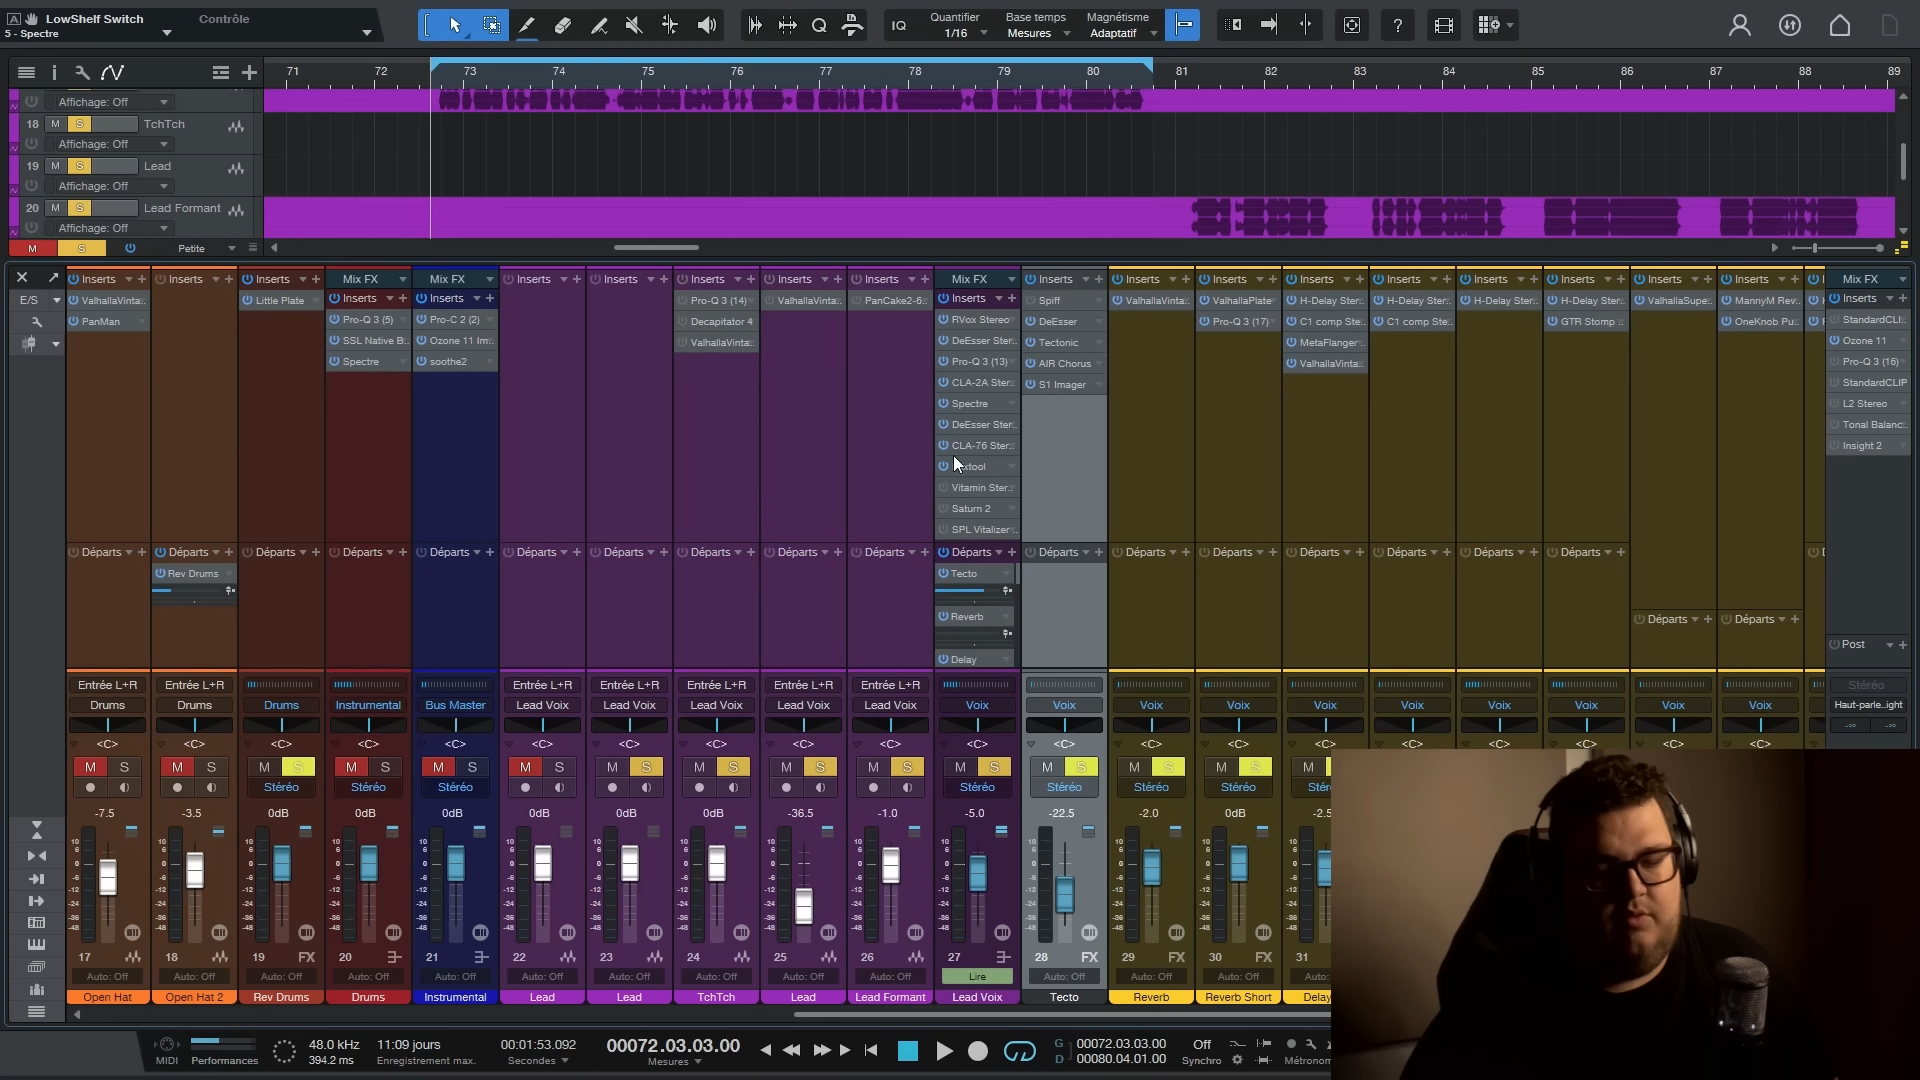 A LowShelf Switch
5 - Spectre
Contrôle
IQ
Quantifier
1/16
Base temps
Mesures
Magnétisme
Adaptatif
?
71 72 73 74 75 76 77 78 79 80 81 82 83 84 85 86 87 88 89
Affichage: Off
18 M S TchTch
Affichage: Off
19 M S Lead
Affichage: Off
20 M S Lead Formant
Affichage: Off
M S Petite
E/S
Inserts Inserts Inserts Mix FX Mix FX Inserts Inserts Inserts Inserts Inserts Mix FX Inserts Inserts Inserts Inserts Inserts Inserts Inserts Inserts Inserts Mix FX
ValhallaVinta..
PanMan
Little Plate
Inserts
Pro-Q 3 (5)
SSL Native B..
Spectre
Inserts
Pro-C 2 (2)
Ozone 11 Im..
soothe2
Pro-Q 3 (14)
Decapitator 4
ValhallaVinta..
ValhallaVinta..
PanCake2-6..
Inserts
RVox Stereo
DeEsser Ster..
Pro-Q 3 (13)
CLA-2A Ster..
Spectre
DeEsser Ster..
CLA-76 Ster..
Vitamin Ster..
Saturn 2
SPL Vitalizer..
Spiff
DeEsser
Tectonic
AIR Chorus
S1 Imager
ValhallaVinta..
ValhallaPlate
Pro-Q 3 (17)
H-Delay Ster..
C1 comp Ste..
MetaFlanger..
ValhallaVinta..
H-Delay Ster..
C1 comp Ste..
H-Delay Ster..
H-Delay Ster..
GTR Stomp ..
ValhallaSupe..
MannyM Rev..
OneKnob Pu..
Inserts
StandardCLI..
Ozone 11
Pro-Q 3 (16)
StandardCLIP
L2 Stereo
Tonal Balanc..
Insight 2
Départs Départs Départs Départs Départs Départs Départs Départs Départs Départs Départs Départs Départs Départs Départs Départs Départs Départs
Rev Drums
Tecto
Reverb
Delay
Départs Départs
Post
Entrée L+R Entrée L+R Entrée L+R Entrée L+R Entrée L+R Entrée L+R Entrée L+R Stéréo
Drums Drums Drums Instrumental Bus Master Lead Voix Lead Voix Lead Voix Lead Voix Lead Voix Voix Voix Voix Voix Voix Voix Voix Voix Voix Voix Haut-parle..ight
<C> <C> <C> <C> <C> <C> <C> <C> <C> <C> <C> <C> <C> <C> <C> <C> <C> <C> <C> <C>
M S M S M S M S M S M S M S M S M S M S M S M S M S M S M
Stéréo Stéréo Stéréo Stéréo Stéréo Stéréo Stéréo
-7.5 -3.5 0dB 0dB 0dB 0dB 0dB 0dB -36.5 -1.0 -5.0 -22.5 -2.0 0dB
17 18 19 FX 20 21 22 23 24 25 26 27 28 FX 29 FX 30 FX 31
Auto: Off Auto: Off Auto: Off Auto: Off Auto: Off Auto: Off Auto: Off Auto: Off Auto: Off Auto: Off Lire Auto: Off Auto: Off Auto: Off
Open Hat Open Hat 2 Rev Drums Drums Instrumental Lead Lead TchTch Lead Lead Formant Lead Voix Tecto Reverb Reverb Short Delay
MIDI
Performances
48.0 kHz
394.2 ms
11:09 jours
Enregistrement max.
00:01:53.092
Secondes
00072.03.03.00
Mesures
G 00072.03.03.00
D 00080.04.01.00
Off
Synchro